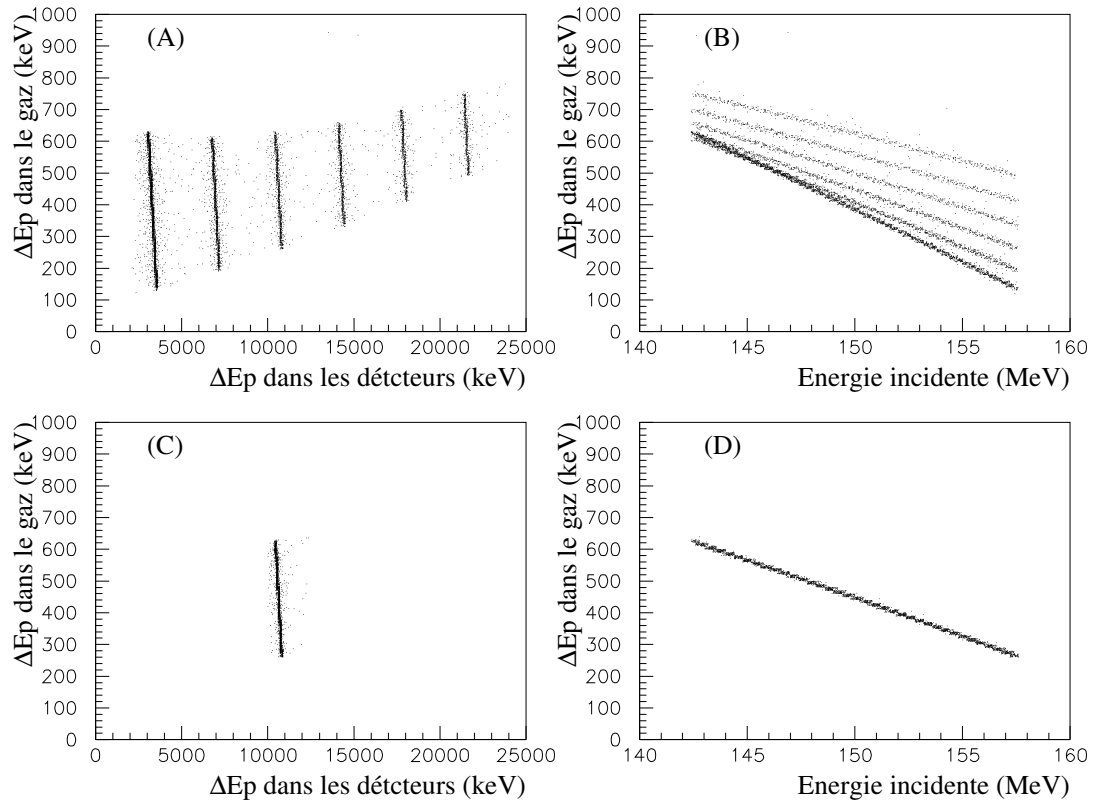 (A)
ΔEp dans le gaz (keV)
1000
900
800
700
600
500
400
300
200
100
0
0 5000 10000 15000 20000 25000
ΔEp dans les détcteurs (keV)
(B)
ΔEp dans le gaz (keV)
1000
900
800
700
600
500
400
300
200
100
0
140 145 150 155 160
Energie incidente (MeV)
(C)
ΔEp dans le gaz (keV)
1000
900
800
700
600
500
400
300
200
100
0
0 5000 10000 15000 20000 25000
ΔEp dans les détcteurs (keV)
(D)
ΔEp dans le gaz (keV)
1000
900
800
700
600
500
400
300
200
100
0
140 145 150 155 160
Energie incidente (MeV)